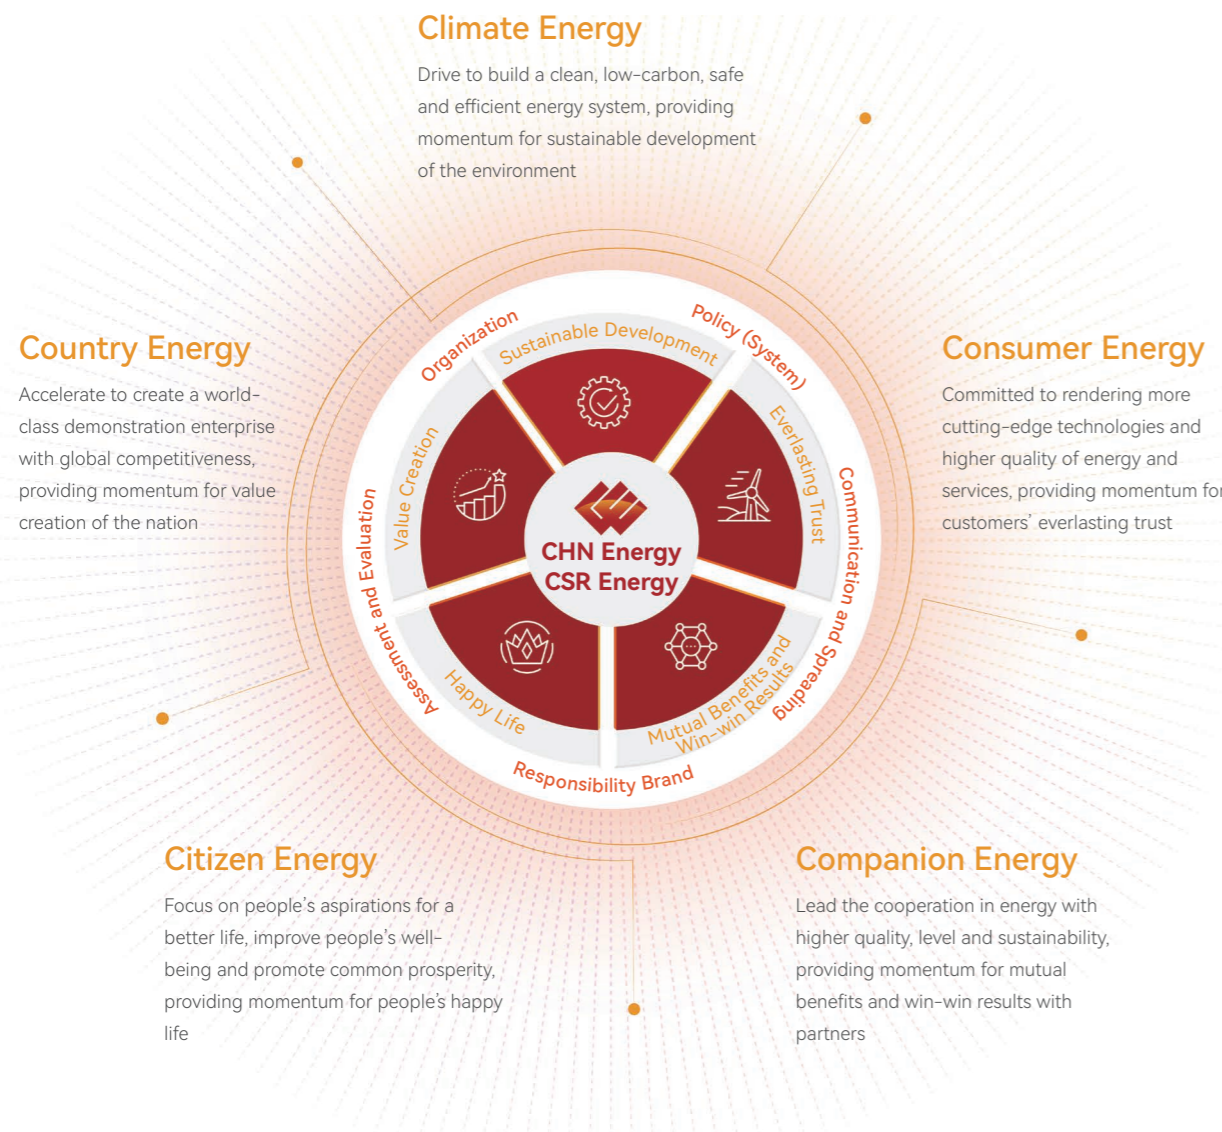 Climate Energy
Drive to build a clean, low-carbon, safe
and efficient energy system, providing
momentum for sustainable development
of the environment
Country Energy
Accelerate to create a world-
class demonstration enterprise
with global competitiveness,
providing momentum for value
creation of the nation
Consumer Energy
Committed to rendering more
cutting-edge technologies and
higher quality of energy and
services, providing momentum for
customers' everlasting trust
Organization
Policy (System)
Communication and Spreading
Responsibility Brand
Assessment and Evaluation
Sustainable Development
Everlasting Trust
Mutual Benefits and
Win-win Results
Happy Life
Value Creation
CHN Energy
CSR Energy
Citizen Energy
Focus on people's aspirations for a
better life, improve people's well-
being and promote common prosperity,
providing momentum for people's happy
life
Companion Energy
Lead the cooperation in energy with
higher quality, level and sustainability,
providing momentum for mutual
benefits and win-win results with
partners